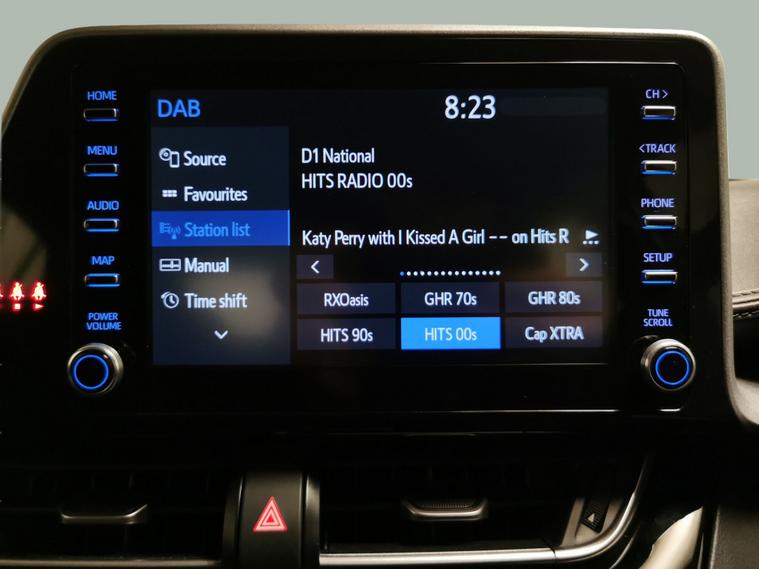 HOME
MENU
AUDIO
MAP
POWER
VOLUME
DAB
8:23
Source
Favourites
Station list
Manual
Time shift
D1 National
HITS RADIO 00s
Katy Perry with I Kissed A Girl –– on Hits R
RXOasis GHR 70s GHR 80s
HITS 90s HITS 00s Cap XTRA
CH >
< TRACK
PHONE
SETUP
TUNE
SCROLL